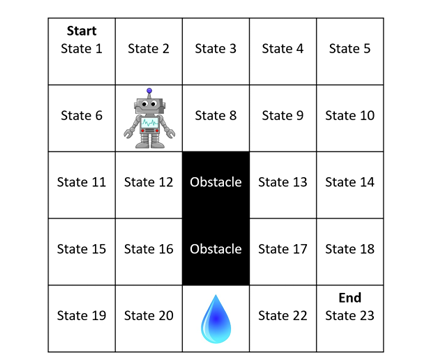 Start
State 1 State 2 State 3 State 4 State 5
State 6 State 8 State 9 State 10
State 11 State 12 Obstacle State 13 State 14
State 15 State 16 Obstacle State 17 State 18
End
State 19 State 20 State 22 State 23